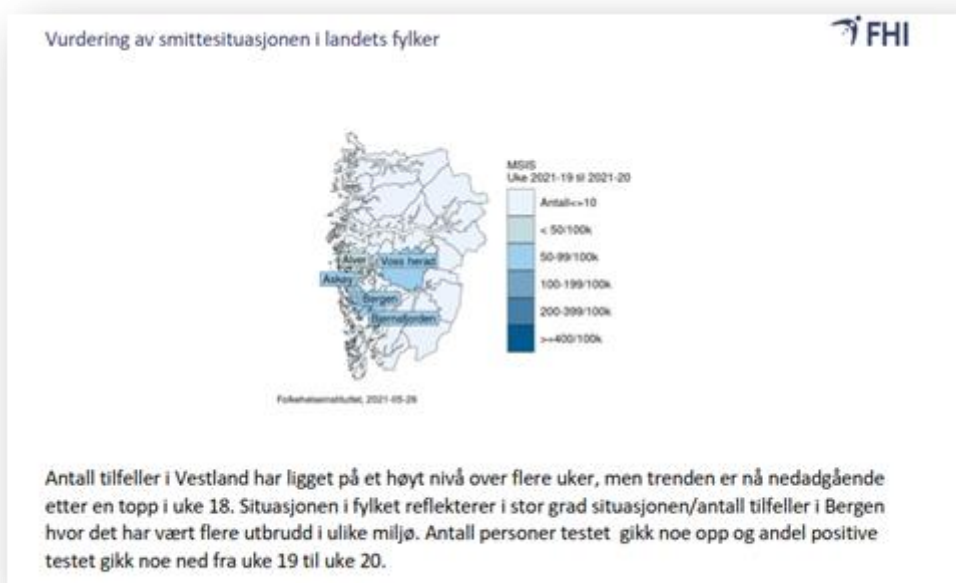 Vurdering av smittesituasjonen i landets fylker
FHI
MSIS
Uke 2021-19 til 2021-20
Antall<=10
< 50/100k
50-99/100k
100-199/100k
200-399/100k
>=400/100k
Alver
Voss herad
Askøy
Bergen
Bjørnafjorden
Folkehelseinstituttet, 2021-05-26
Antall tilfeller i Vestland har ligget på et høyt nivå over flere uker, men trenden er nå nedadgående
etter en topp i uke 18. Situasjonen i fylket reflekterer i stor grad situasjonen/antall tilfeller i Bergen
hvor det har vært flere utbrudd i ulike miljø. Antall personer testet  gikk noe opp og andel positive
testet gikk noe ned fra uke 19 til uke 20.